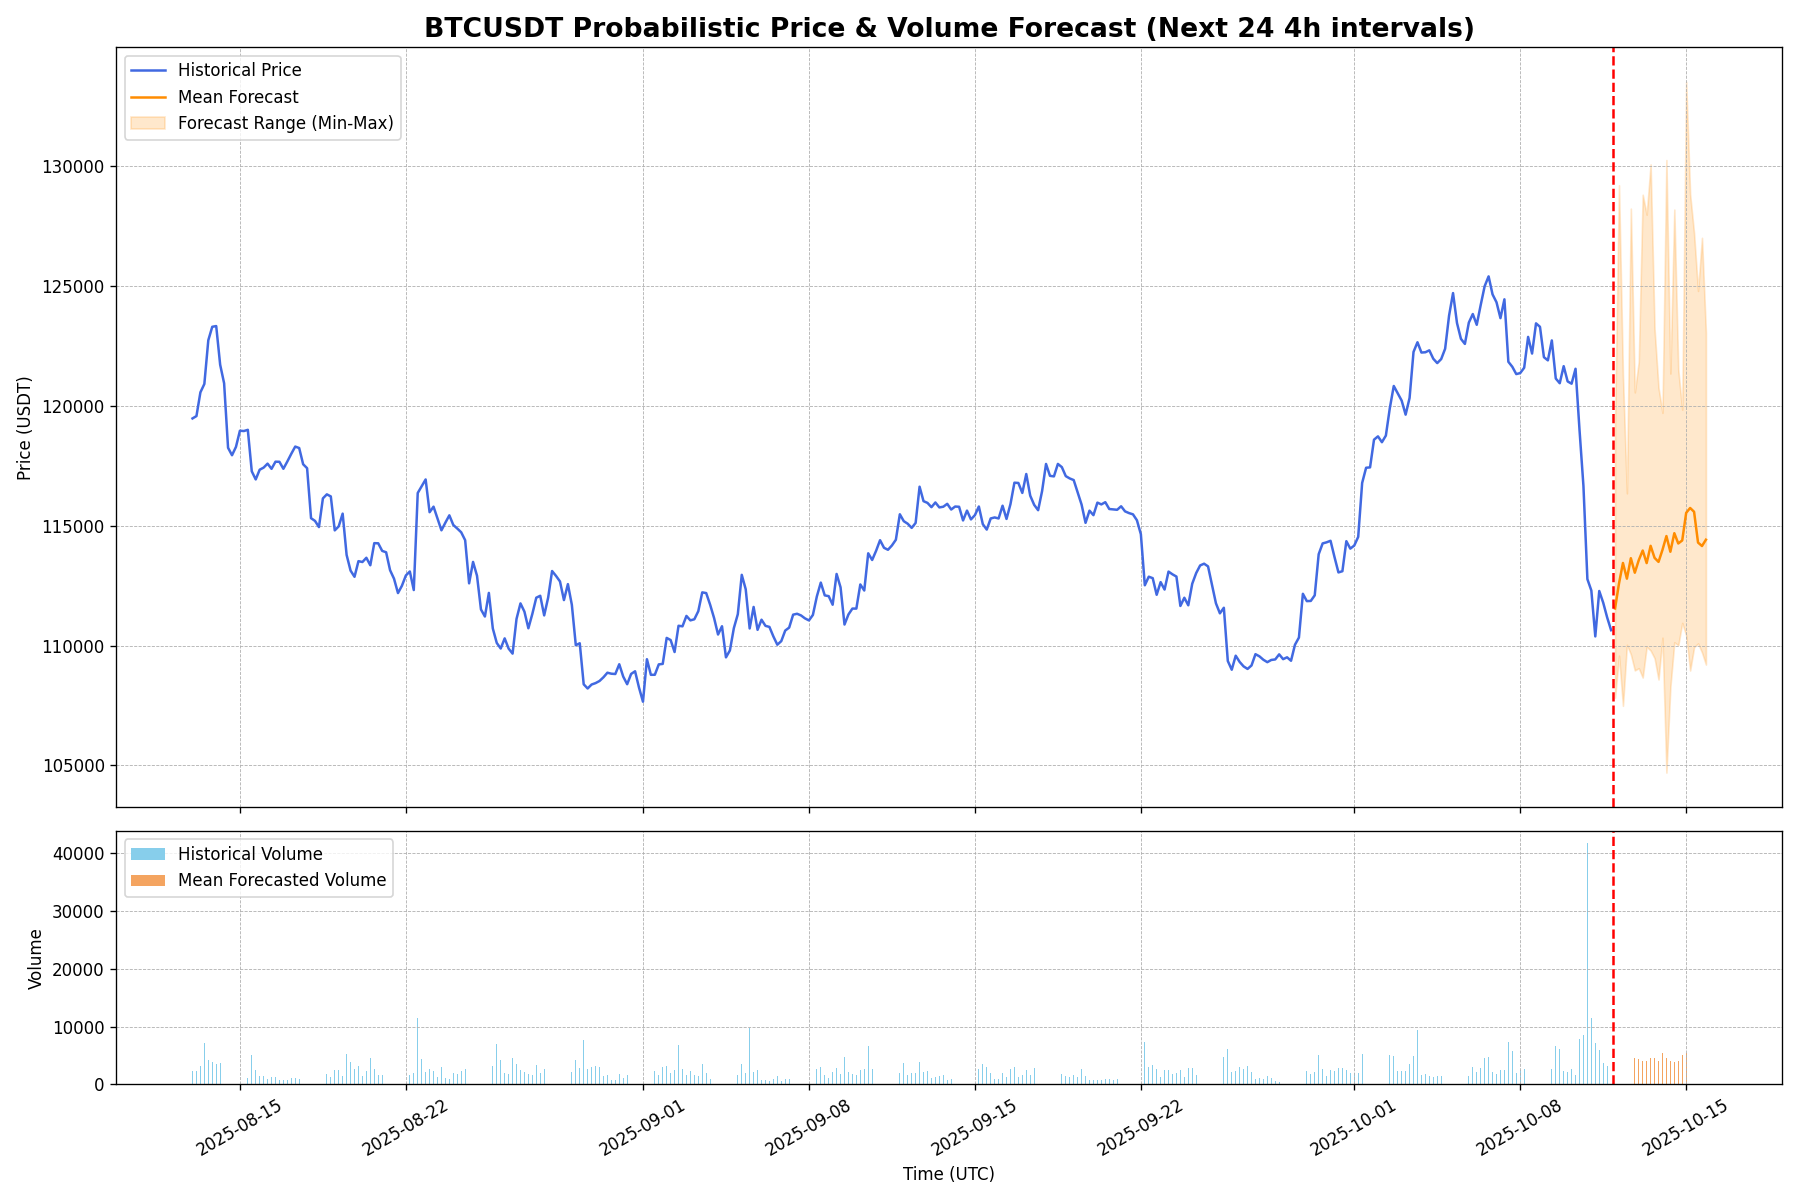 BTCUSDT Probabilistic Price & Volume Forecast (Next 24 4h intervals)
Historical Price
Mean Forecast
Forecast Range (Min-Max)
130000
125000
120000
115000
110000
105000
Price (USDT)
Historical Volume
Mean Forecasted Volume
40000
30000
20000
10000
0
Volume
2025-08-15
2025-08-22
2025-09-01
2025-09-08
2025-09-15
2025-09-22
2025-10-01
2025-10-08
2025-10-15
Time (UTC)